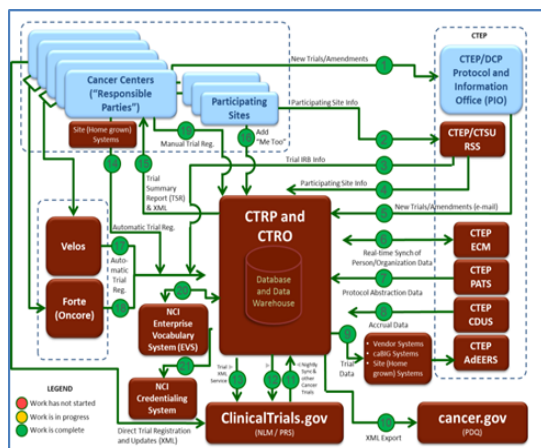 CTEP
1
New Trials/Amendments
CTEP/DCP
Protocol and
Information
Office (PIO)
Cancer Centers
("Responsible
Parties")
Participating
Sites
Participating Site Info
2
CTEP/CTSU
RSS
Site (Home grown)
Systems
Manual Trial Reg.
Add
"Me Too"
Trial IRB Info
3
Trial
Summary
Report (TSR)
& XML
Participating Site Info
4
New Trials/Amendments (e-mail)
5
Automatic Trial Reg.
CTRP and
CTRO
Database and
Data
Warehouse
Velos
17
Automatic
Trial
Reg.
Forte
(Oncore)
18
6
Real-time Synch of
Person/Organization Data
CTEP
ECM
7
Protocol Abstraction Data
CTEP
PATS
8
Accrual Data
CTEP
CDUS
9
Trial
Data
Vendor Systems
caBIG Systems
Site (Home
grown) Systems
CTEP
AdEERS
20
NCI
Enterprise
Vocabulary
System (EVS)
21
NCI
Credentialing
System
Trial
XML
Service
12
11
Nightly
Sync &
other
Cancer
Trials
LEGEND
Work has not started
Work is in progress
Work is complete
Direct Trial Registration
and Updates (XML)
ClinicalTrials.gov
(NLM / PRS)
XML Export
cancer.gov
(PDQ)